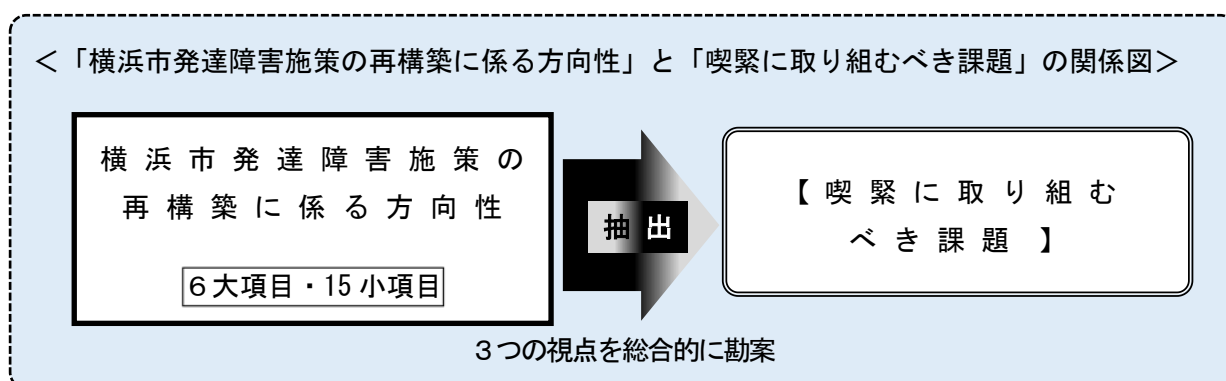 ＜「横浜市発達障害施策の再構築に係る方向性」と「喫緊に取り組むべき課題」の関係図＞
横浜市発達障害施策の
再構築に係る方向性
６大項目・15小項目
抽出
【喫緊に取り組む
べき課題】
３つの視点を総合的に勘案